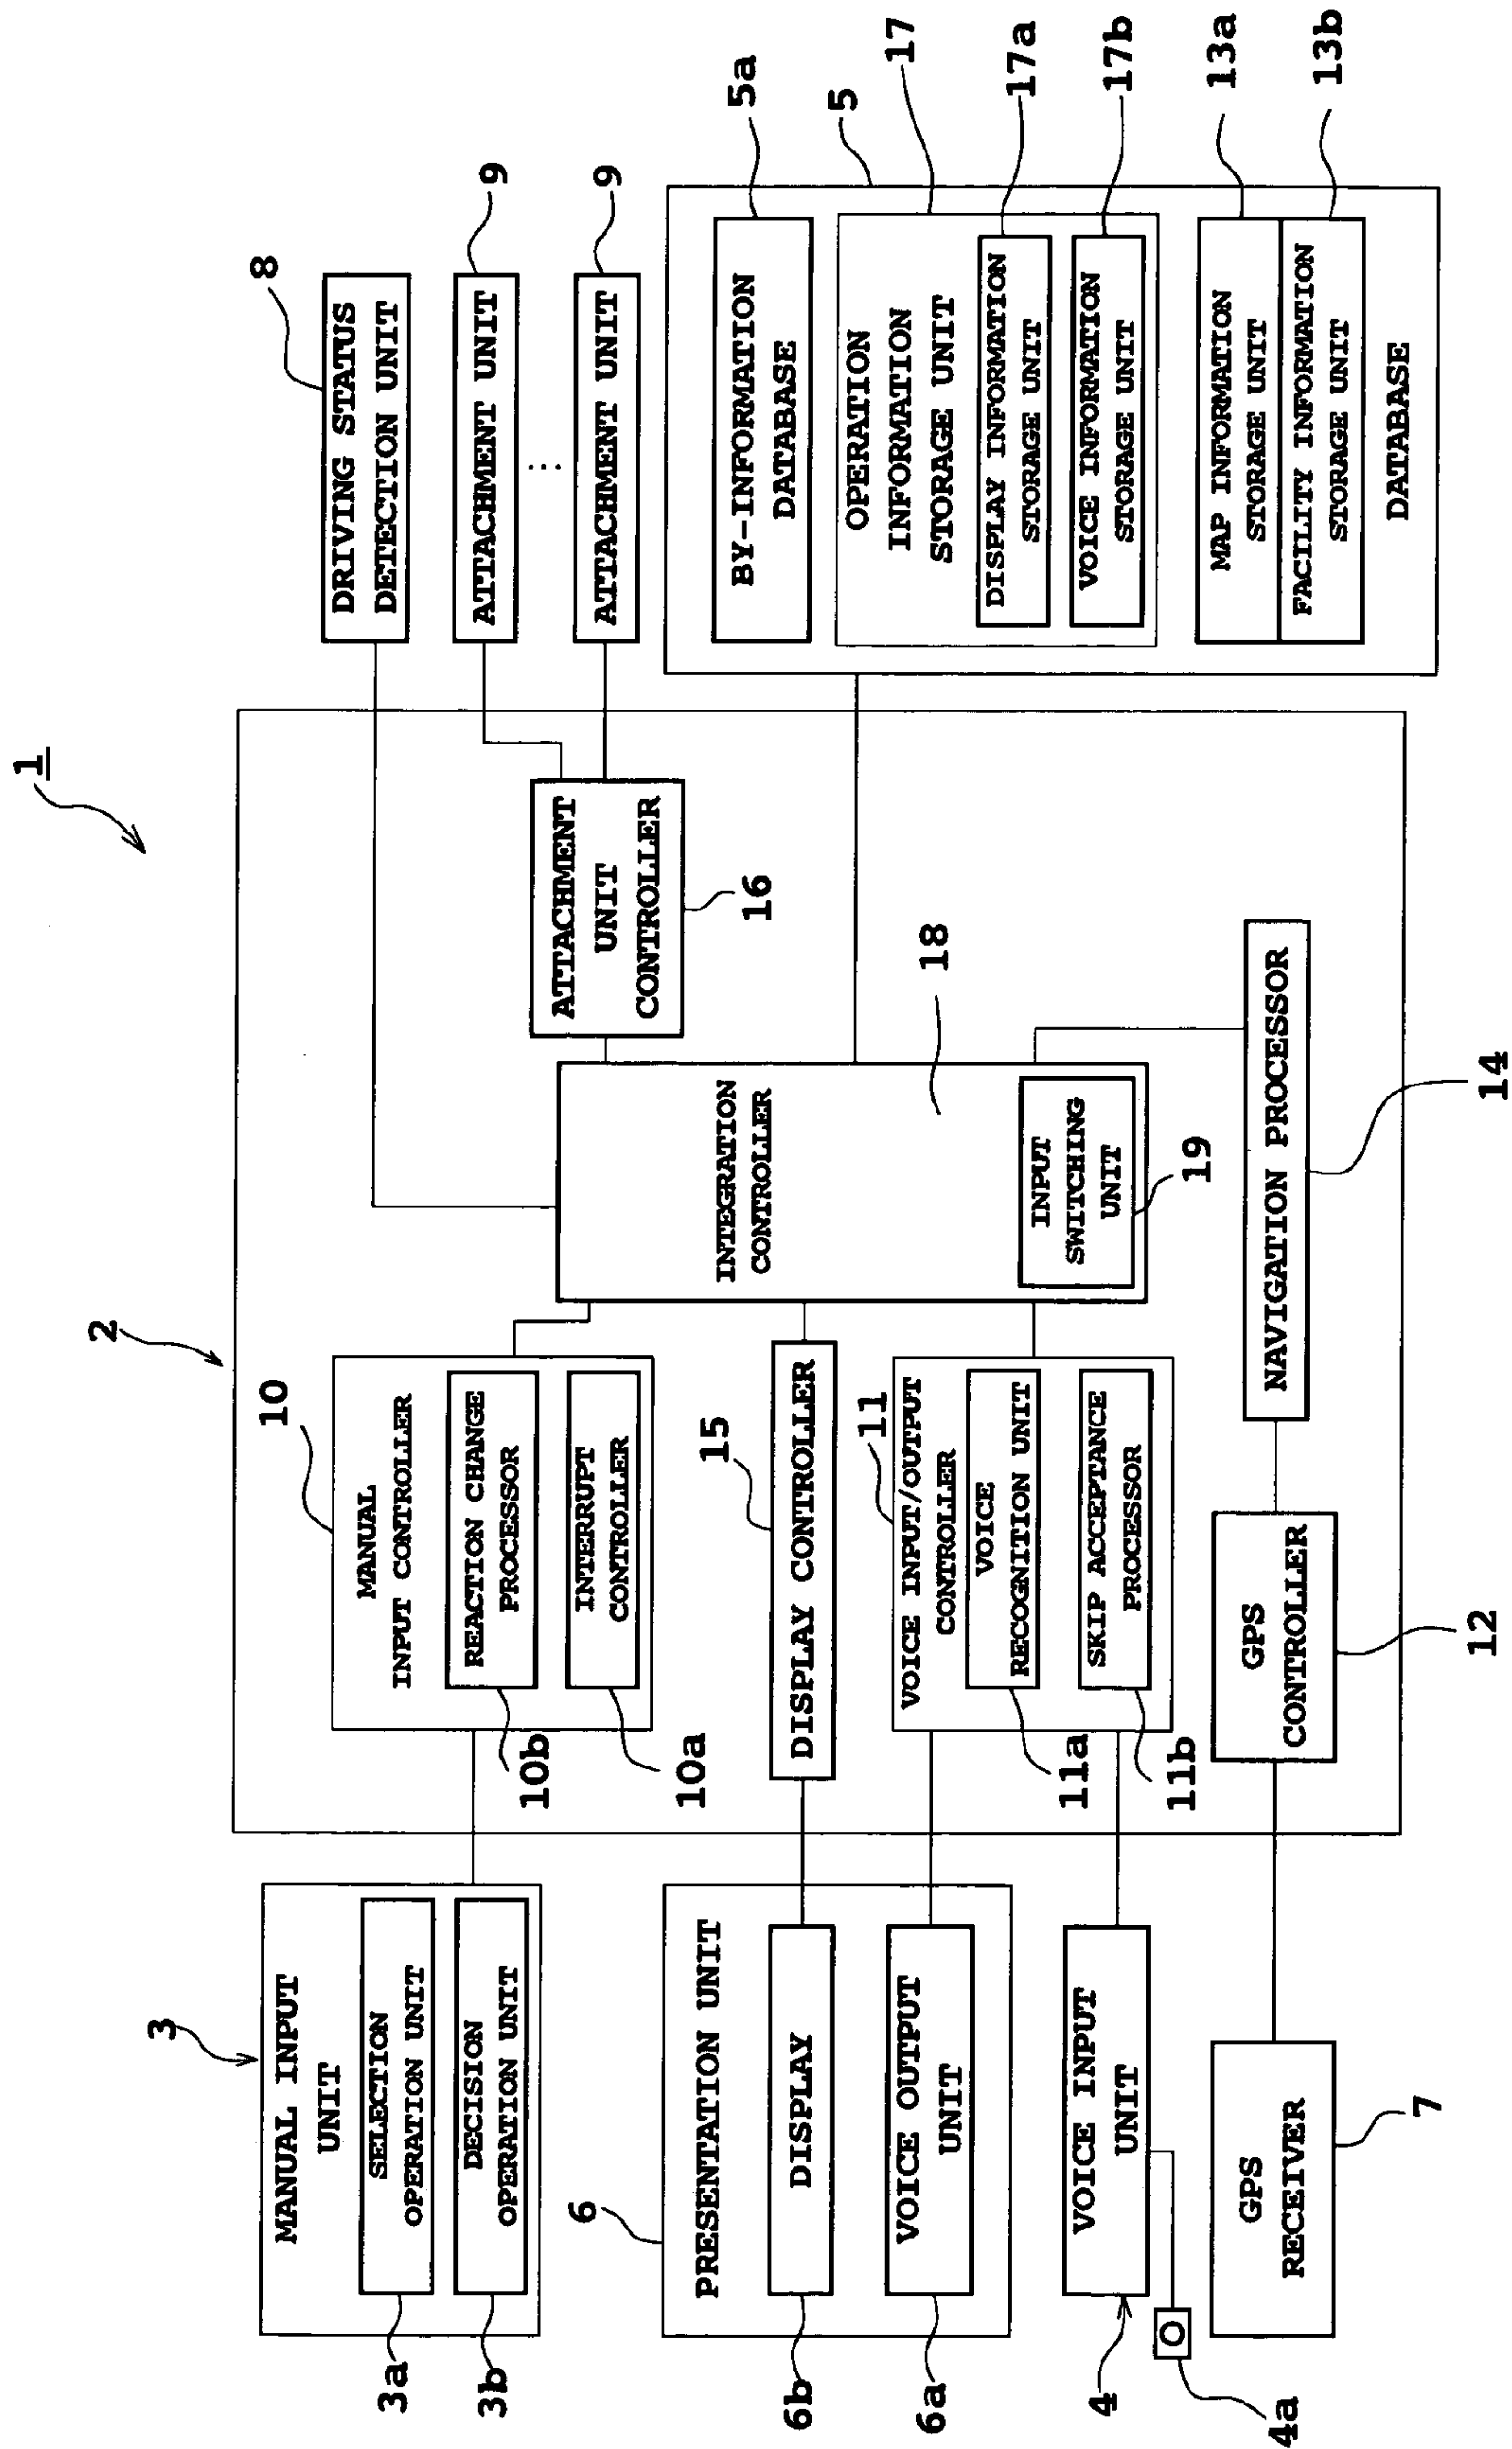 1
2
3
MANUAL INPUT
UNIT
SELECTION
OPERATION UNIT
DECISION
OPERATION UNIT
3a
3b
10
MANUAL
INPUT CONTROLLER
REACTION CHANGE
PROCESSOR
INTERRUPT
CONTROLLER
10b
10a
8
DRIVING STATUS
DETECTION UNIT
9
ATTACHMENT UNIT
...
9
ATTACHMENT UNIT
ATTACHMENT
UNIT
CONTROLLER
16
6
PRESENTATION UNIT
DISPLAY
VOICE OUTPUT
UNIT
6b
6a
15
DISPLAY CONTROLLER
INTEGRATION
CONTROLLER
18
INPUT
SWITCHING
UNIT
19
11
VOICE INPUT/OUTPUT
CONTROLLER
VOICE
RECOGNITION UNIT
SKIP ACCEPTANCE
PROCESSOR
11a
11b
4
VOICE INPUT
UNIT
4a
GPS
RECEIVER
7
GPS
CONTROLLER
12
NAVIGATION PROCESSOR
14
5a
5
BY-INFORMATION
DATABASE
17
OPERATION
INFORMATION
STORAGE UNIT
17a
DISPLAY INFORMATION
STORAGE UNIT
17b
VOICE INFORMATION
STORAGE UNIT
13a
MAP INFORMATION
STORAGE UNIT
13b
FACILITY INFORMATION
STORAGE UNIT
DATABASE